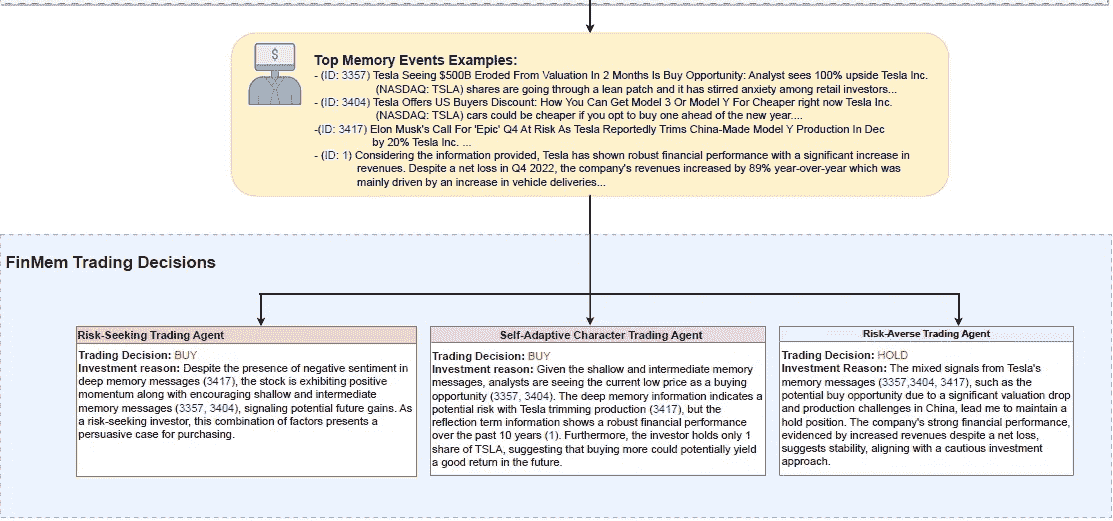 $
Top Memory Events Examples:
- (ID: 3357) Tesla Seeing $500B Eroded From Valuation In 2 Months Is Buy Opportunity: Analyst sees 100% upside Tesla Inc.
(NASDAQ: TSLA) shares are going through a lean patch and it has stirred anxiety among retail investors...
- (ID: 3404) Tesla Offers US Buyers Discount: How You Can Get Model 3 Or Model Y For Cheaper right now Tesla Inc.
(NASDAQ: TSLA) cars could be cheaper if you opt to buy one ahead of the new year....
-(ID: 3417) Elon Musk's Call For 'Epic' Q4 At Risk As Tesla Reportedly Trims China-Made Model Y Production In Dec
by 20% Tesla Inc. ...
- (ID: 1) Considering the information provided, Tesla has shown robust financial performance with a significant increase in
revenues. Despite a net loss in Q4 2022, the company's revenues increased by 89% year-over-year which was
mainly driven by an increase in vehicle deliveries...
FinMem Trading Decisions
Risk-Seeking Trading Agent
Trading Decision: BUY
Investment reason: Despite the presence of negative sentiment in
deep memory messages (3417), the stock is exhibiting positive
momentum along with encouraging shallow and intermediate
memory messages (3357, 3404), signaling potential future gains. As
a risk-seeking investor, this combination of factors presents a
persuasive case for purchasing.
Self-Adaptive Character Trading Agent
Trading Decision: BUY
Investment reason: Given the shallow and intermediate memory
messages, analysts are seeing the current low price as a buying
opportunity (3357, 3404). The deep memory information indicates a
potential risk with Tesla trimming production (3417), but the
reflection term information shows a robust financial performance
over the past 10 years (1). Furthermore, the investor holds only 1
share of TSLA, suggesting that buying more could potentially yield
a good return in the future.
Risk-Averse Trading Agent
Trading Decision: HOLD
Investment Reason: The mixed signals from Tesla's
memory messages (3357,3404, 3417), such as the
potential buy opportunity due to a significant valuation drop
and production challenges in China, lead me to maintain a
hold position. The company's strong financial performance,
evidenced by increased revenues despite a net loss,
suggests stability, aligning with a cautious investment
approach.